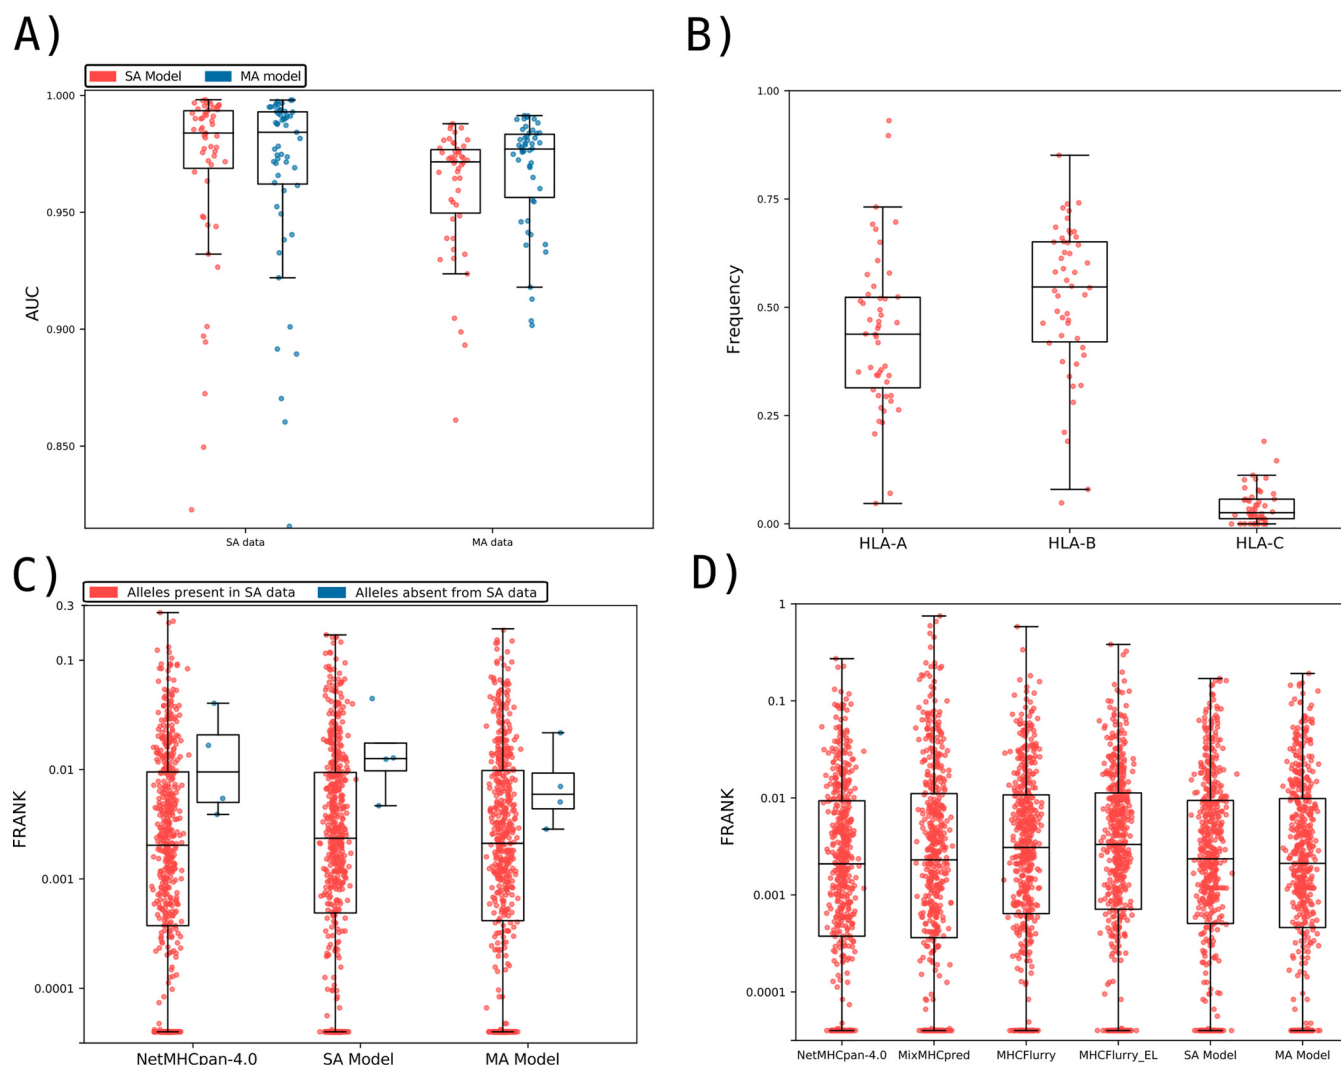 A)
SA Model MA model
1.000
0.950
0.900
0.850
AUC
SA data MA data
B)
1.00
0.75
0.50
0.25
0.00
Frequency
HLA-A HLA-B HLA-C
C)
Alleles present in SA data Alleles absent from SA data
0.3
0.1
0.01
0.001
0.0001
FRANK
NetMHCpan-4.0 SA Model MA Model
D)
1
0.1
0.01
0.001
0.0001
FRANK
NetMHCpan-4.0 MixMHCpred MHCFlurry MHCFlurry_EL SA Model MA Model